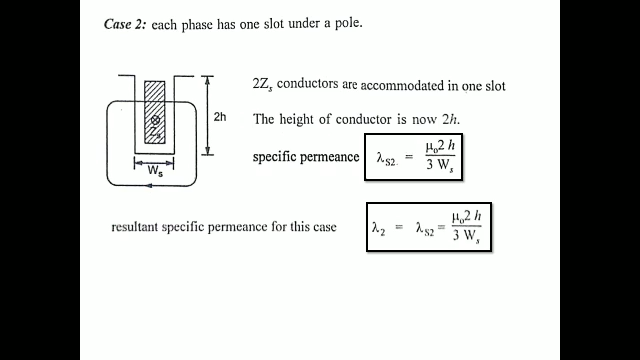 Case 2: each phase has one slot under a pole.
2Zs conductors are accommodated in one slot
2h
The height of conductor is now 2h.
Zs
specific permeance λS2. = μo2 h / 3 Ws
Ws
resultant specific permeance for this case λ2 = λS2 = μo2 h / 3 Ws